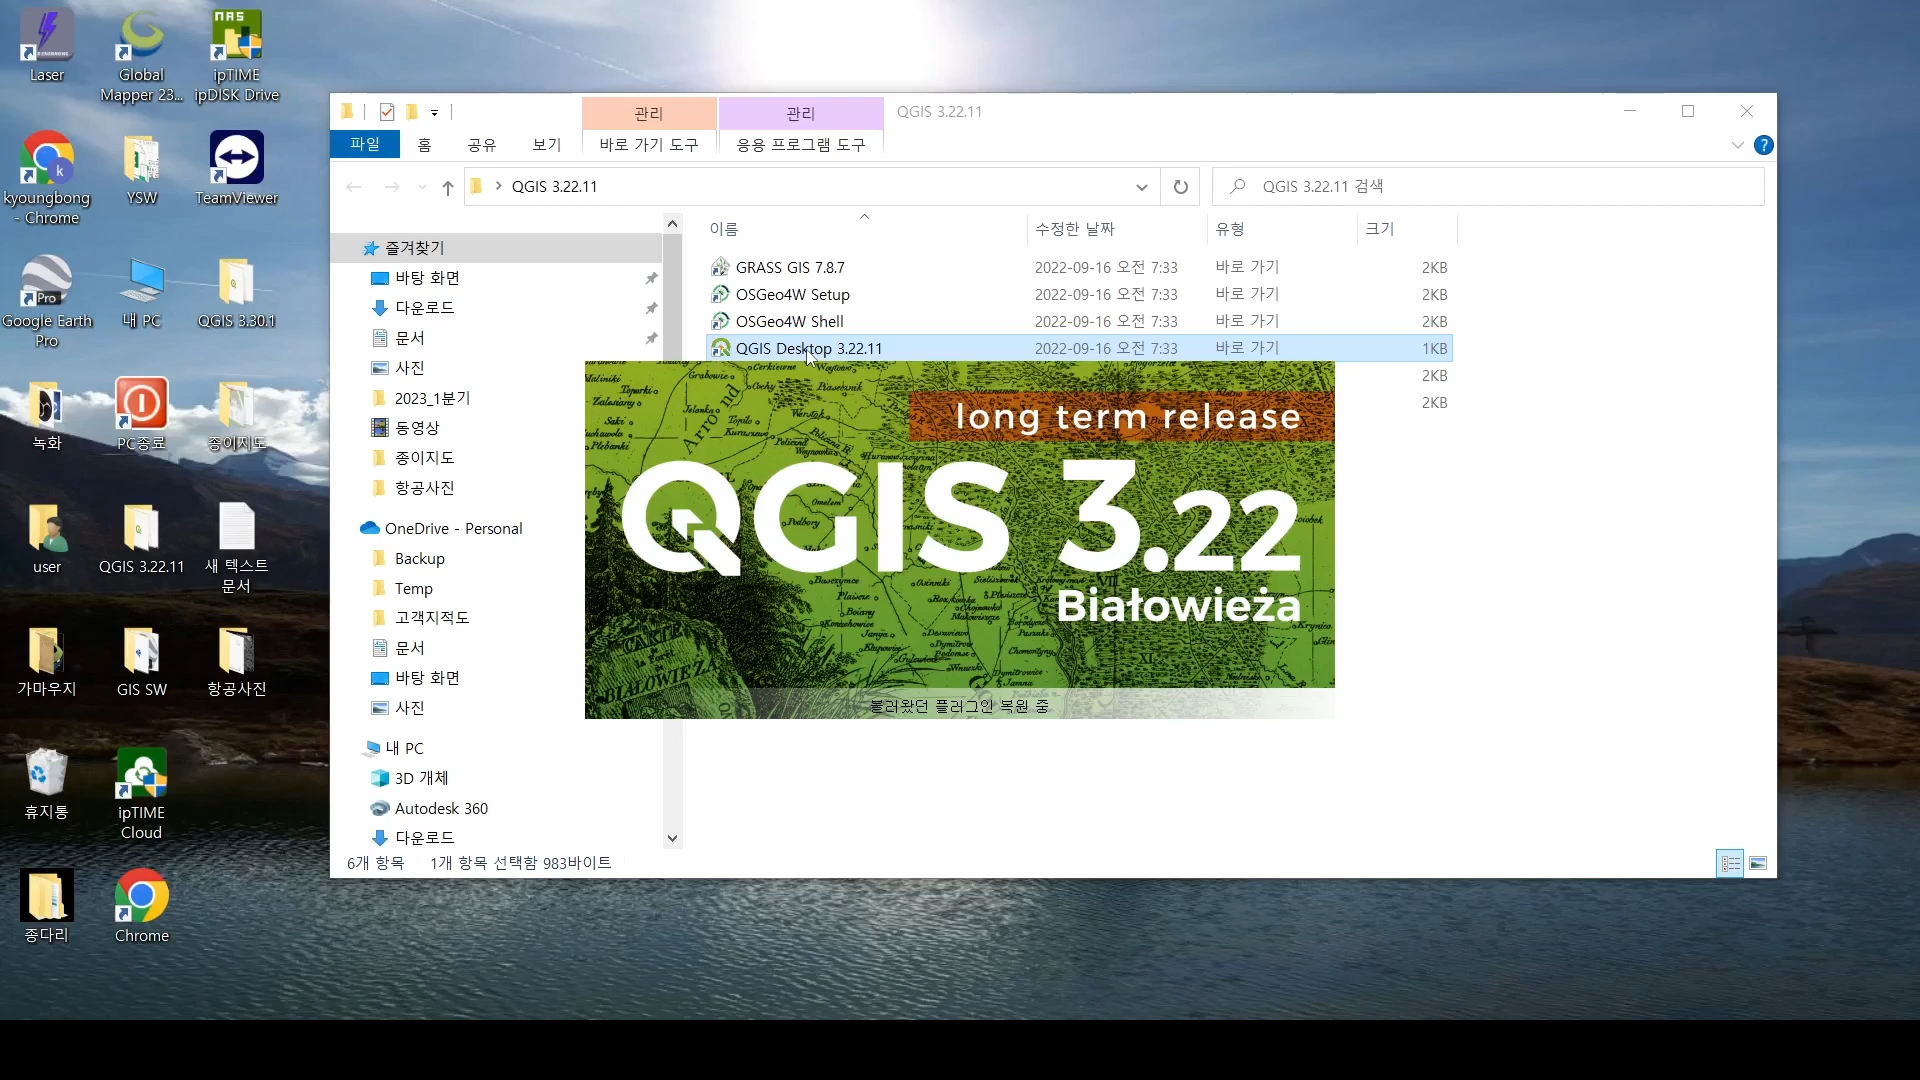 Laser
Global
Mapper 23...
NAS
ipTIME
ipDISK Drive
kyoungbong
- Chrome
YSW
TeamViewer
Pro
Google Earth
Pro
내 PC
QGIS 3.30.1
녹화
PC종료
종이지도
user
QGIS 3.22.11
새 텍스트
문서
가마우지
GIS SW
항공사진
휴지통
ipTIME
Cloud
종다리
Chrome
관리
관리
QGIS 3.22.11
파일
홈
공유
보기
바로 가기 도구
응용 프로그램 도구
QGIS 3.22.11
QGIS 3.22.11 검색
즐겨찾기
바탕 화면
다운로드
문서
사진
2023_1분기
동영상
종이지도
항공사진
OneDrive - Personal
Backup
Temp
고객지적도
문서
바탕 화면
사진
내 PC
3D 개체
Autodesk 360
다운로드
이름 수정한 날짜 유형 크기
GRASS GIS 7.8.7 2022-09-16 오전 7:33 바로 가기 2KB
OSGeo4W Setup 2022-09-16 오전 7:33 바로 가기 2KB
OSGeo4W Shell 2022-09-16 오전 7:33 바로 가기 2KB
QGIS Desktop 3.22.11 2022-09-16 오전 7:33 바로 가기 1KB
2KB
2KB
long term release
QGIS 3.22
Białowieża
불러왔던 플러그인 복원 중
6개 항목 1개 항목 선택함 983바이트